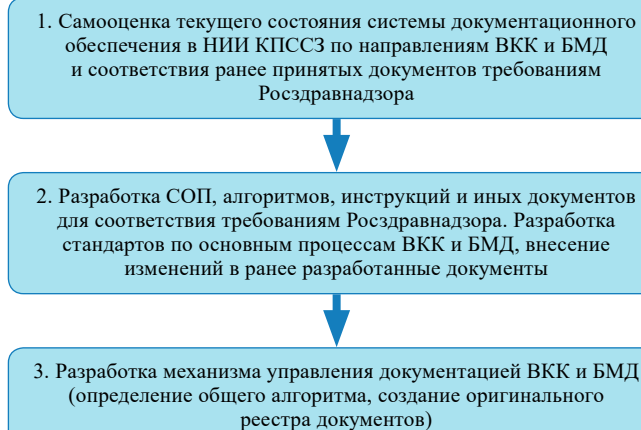 1. Самооценка текущего состояния системы документационного
обеспечения в НИИ КПССЗ по направлениям ВКК и БМД
и соответствия ранее принятых документов требованиям
Росздравнадзора
2. Разработка СОП, алгоритмов, инструкций и иных документов
для соответствия требованиям Росздравнадзора. Разработка
стандартов по основным процессам ВКК и БМД, внесение
изменений в ранее разработанные документы
3. Разработка механизма управления документацией ВКК и БМД
(определение общего алгоритма, создание оригинального
реестра документов)